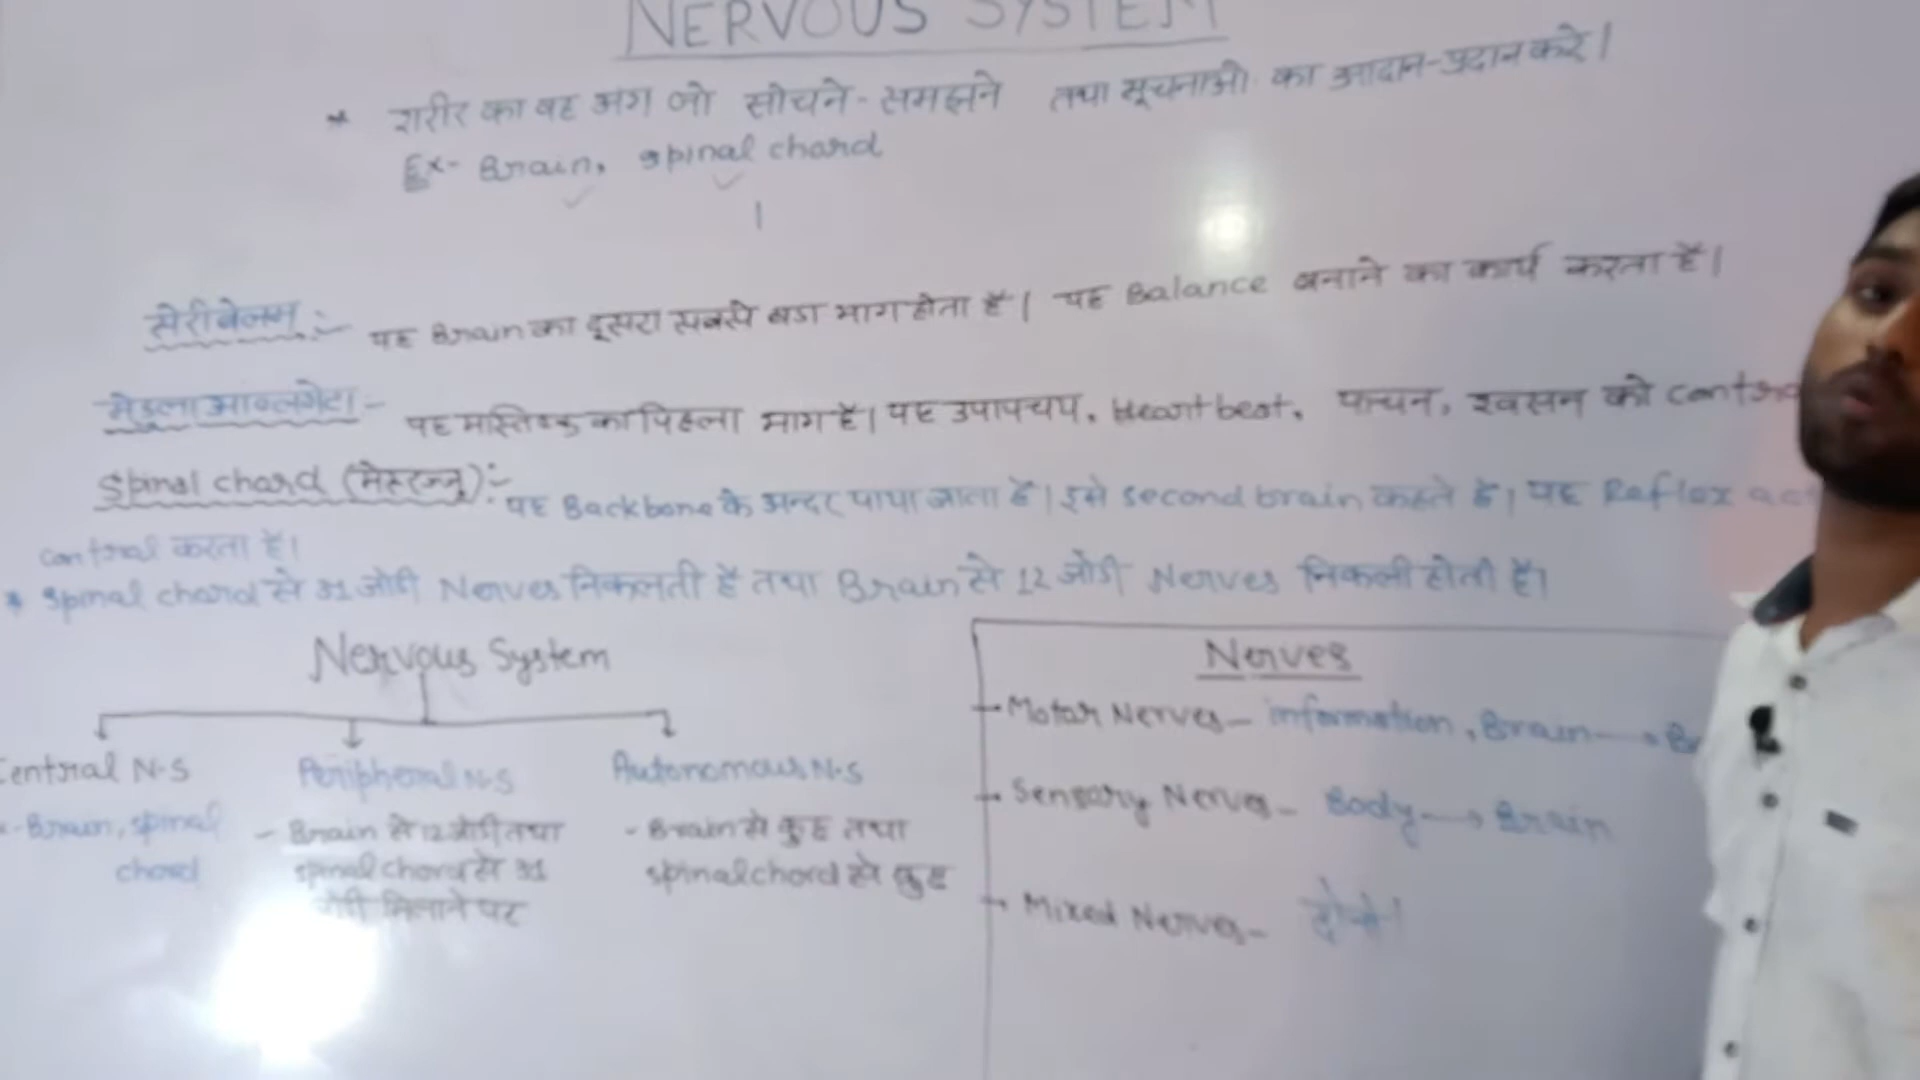 NERVOUS SYSTEM
* शरीर का वह अंग जो सोचने-समझने तथा सूचनाओ का आदान-प्रदान करे।
Ex- Brain, spinal chord
सेरीबेलम :- यह Brain का दूसरा सबसे बडा भाग होता है। यह Balance बनाने का कार्य करता है।
मेडुला आब्लगेटा- यह मस्तिष्क का पिछला भाग है। यह उपापचय, Heart beat, पाचन, श्वसन को contro
Spinal chord (मेरूरज्जू) :- यह Backbone के अन्दर पाया जाता है। इसे second brain कहते है। यह Reflex ac
control करता है।
* Spinal chord से 31 जोडी Nerves निकलती है तथा Brain से 12 जोडी Nerves निकली होती है।
Nervous System
Central N.S
Peripheral N.S
Autonomous N.S
-Brain, spinal
chord
- Brain से 12 जोडी तथा
spinal chord से 31
जोडी मिलाने पर
- Brain से कुछ तथा
spinal chord से कुछ
Nerves
Motor Nerves- information, Brain → B
Sensary Nerves- Body → Brain
Mixed Nerves- दोनो।